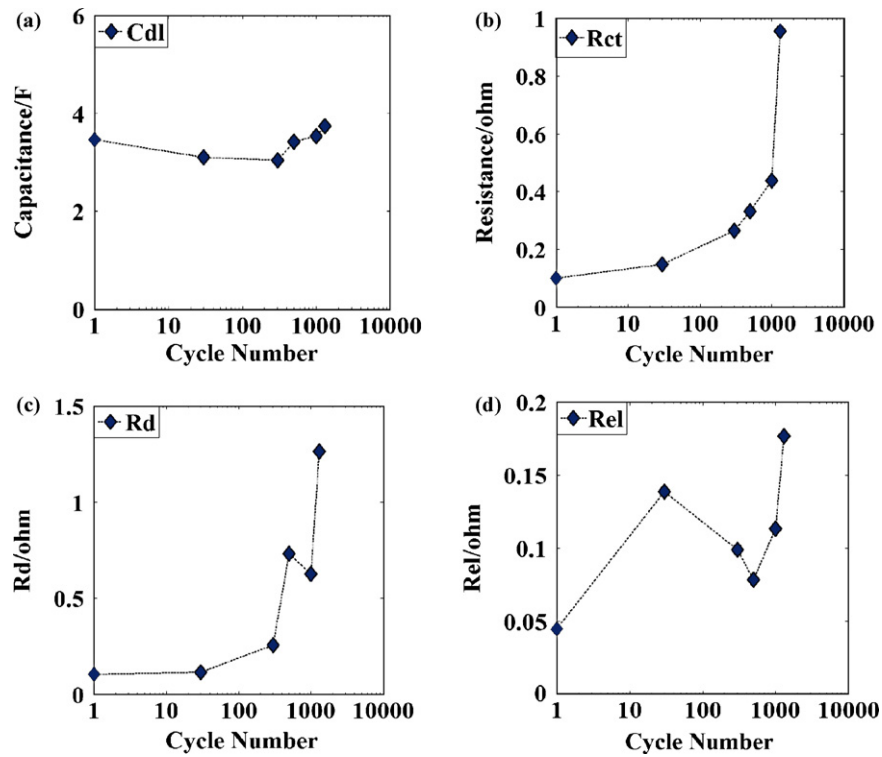 (a)
Cdl
Capacitance/F
6
4
2
0
1 10 100 1000 10000
Cycle Number
(b)
Rct
Resistance/ohm
1
0.8
0.6
0.4
0.2
0
1 10 100 1000 10000
Cycle Number
(c)
Rd
Rd/ohm
1.5
1
0.5
0
1 10 100 1000 10000
Cycle Number
(d)
Rel
Rel/ohm
0.2
0.15
0.1
0.05
0
1 10 100 1000 10000
Cycle Number